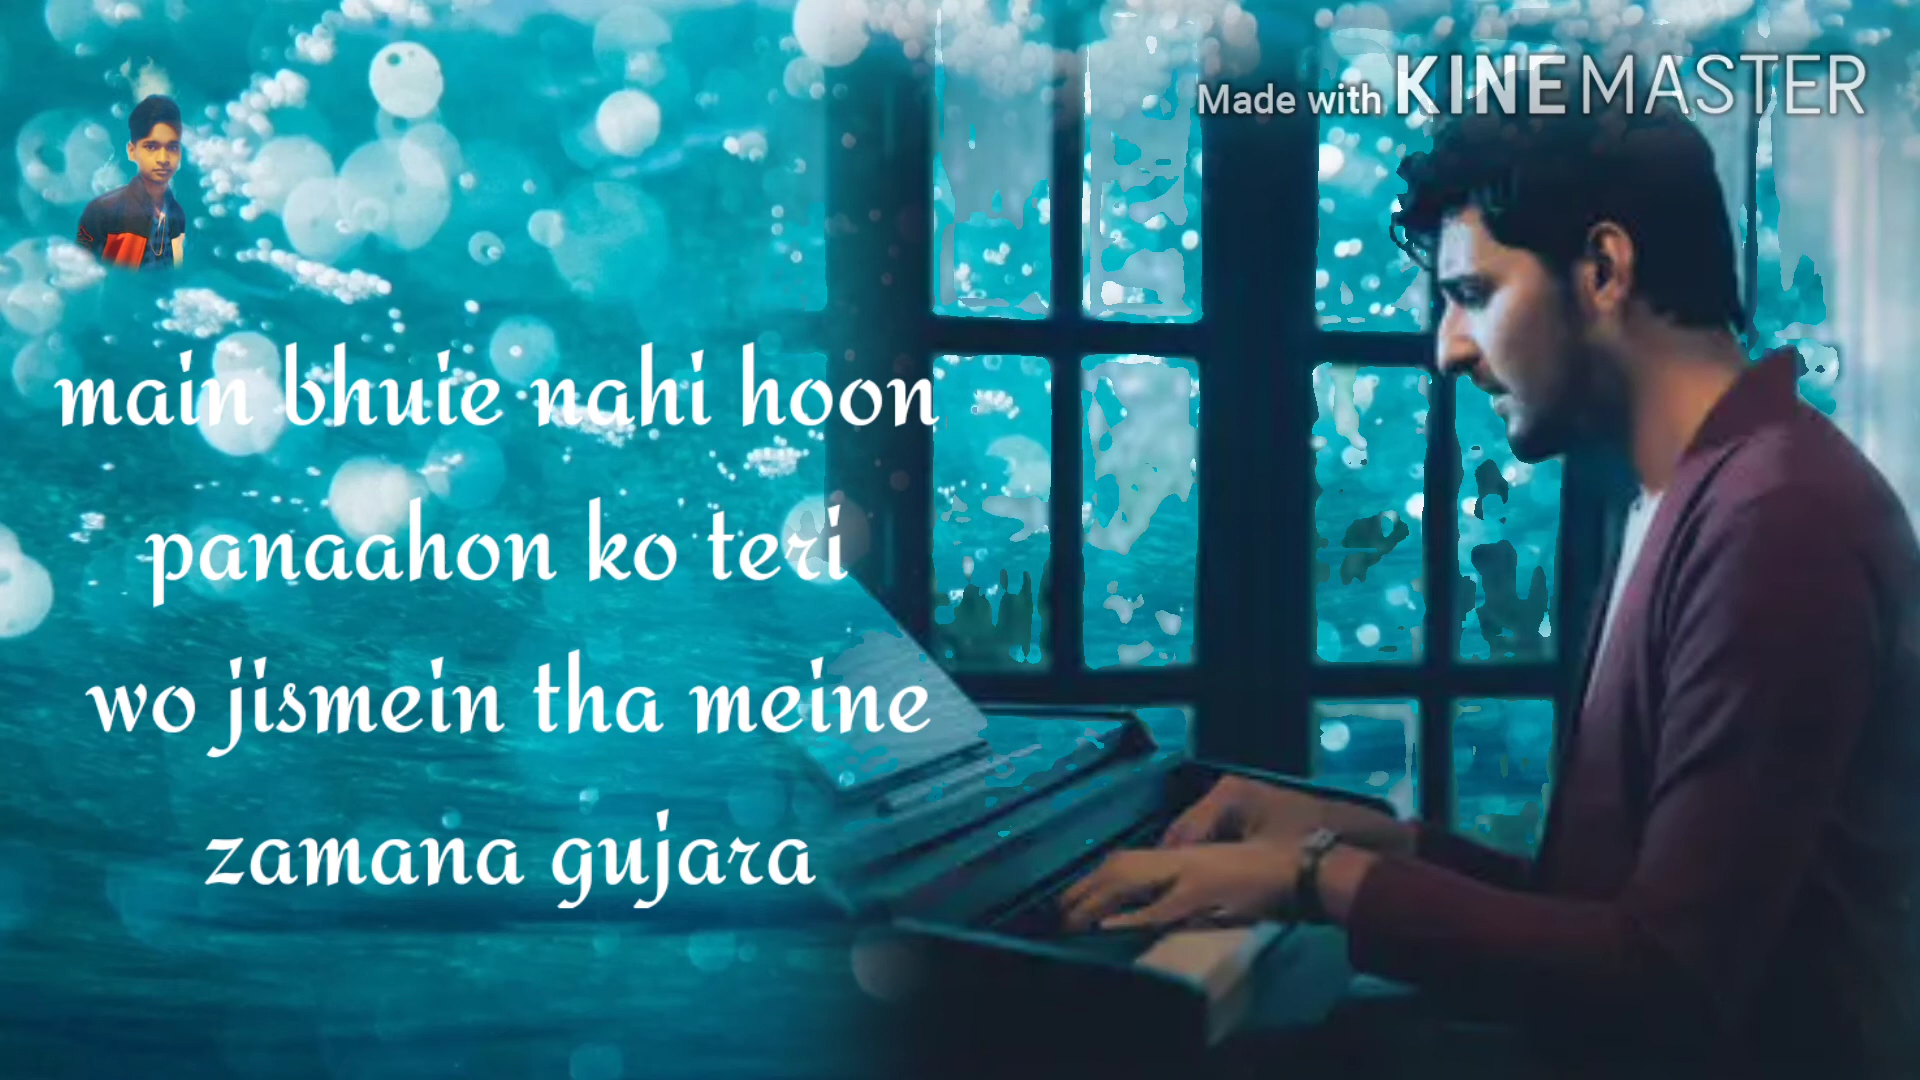 Made with KINEMASTER
main bhuie nahi hoon
panaahon ko teri
wo jismein tha meine
zamana gujara